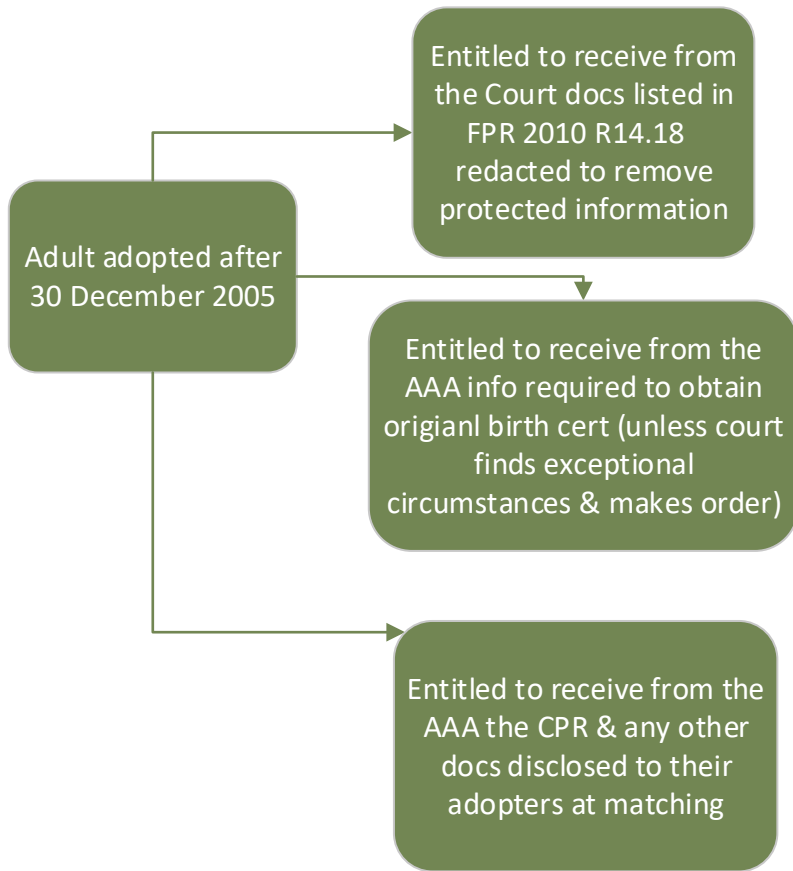 Entitled to receive from
the Court docs listed in
FPR 2010 R14.18
redacted to remove
protected information
Adult adopted after
30 December 2005
Entitled to receive from the
AAA info required to obtain
origianl birth cert (unless court
finds exceptional
circumstances & makes order)
Entitled to receive from the
AAA the CPR & any other
docs disclosed to their
adopters at matching